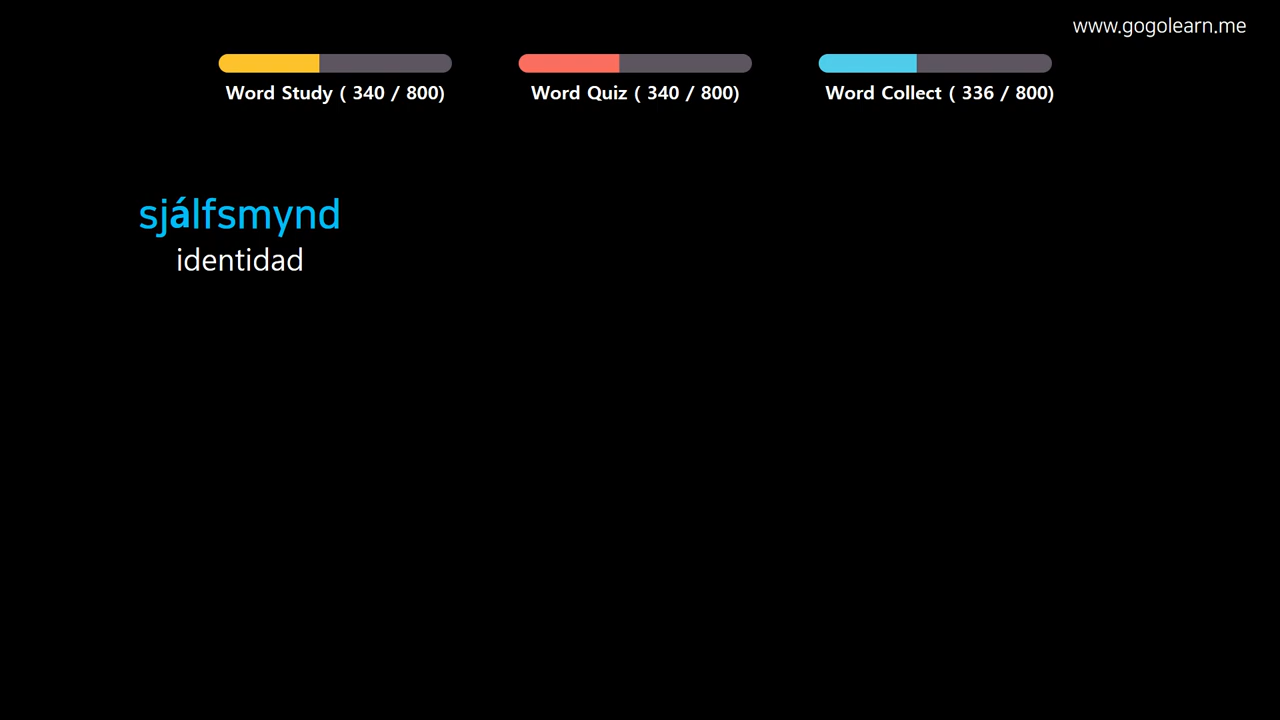 www.gogolearn.me
Word Study ( 340 / 800)
Word Quiz ( 340 / 800)
Word Collect ( 336 / 800)
sjálfsmynd
identidad